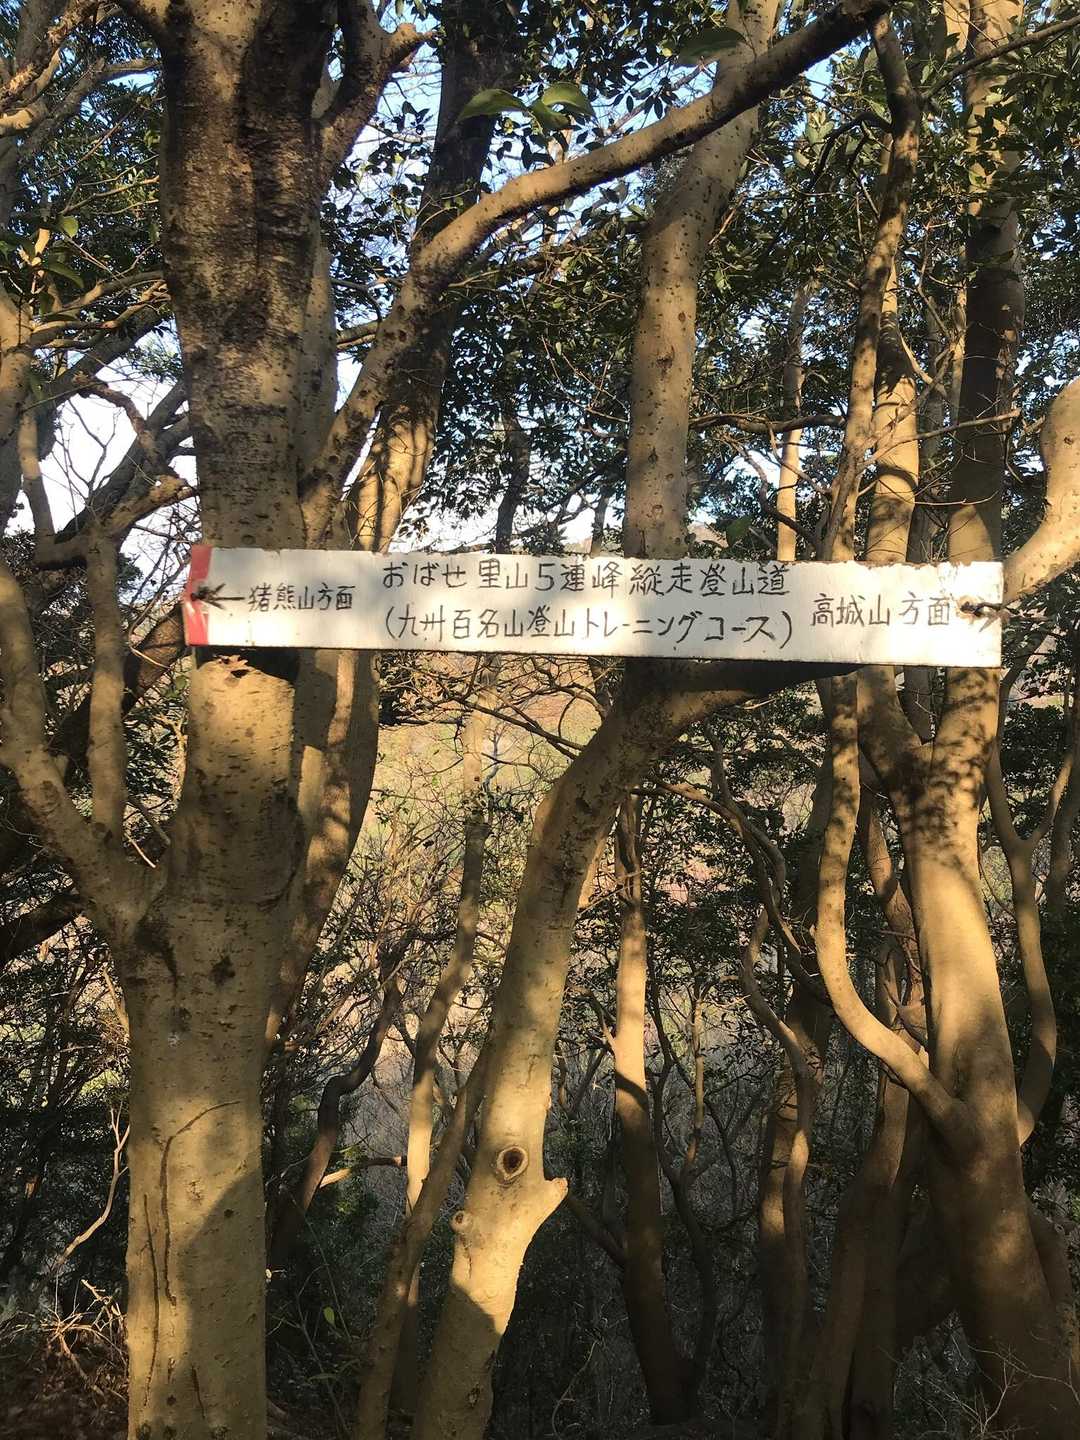 ←猪熊山方面
おばせ里山5連峰縦走登山道
(九州百名山登山トレーニングコース)
高城山方面→